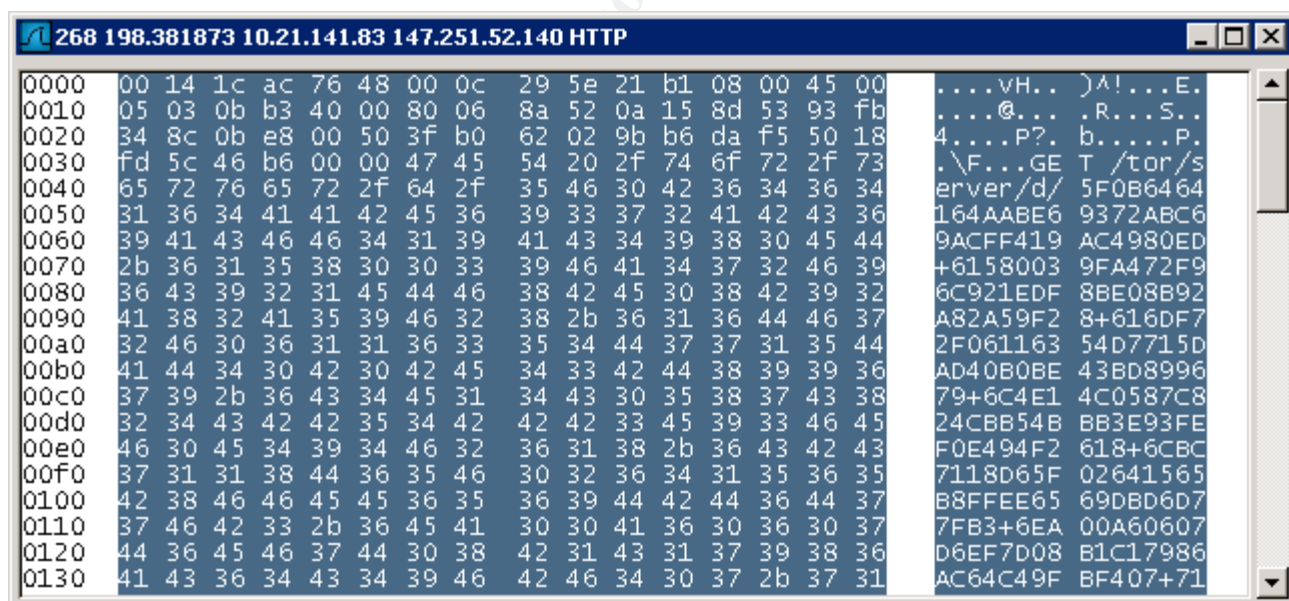 268 198.381873 10.21.141.83 147.251.52.140 HTTP
0000 00 14 1c ac 76 48 00 0c 29 5e 21 b1 08 00 45 00 ....vH.. )^!...E.
0010 05 03 0b b3 40 00 80 06 8a 52 0a 15 8d 53 93 fb ....@... .R...S..
0020 34 8c 0b e8 00 50 3f b0 62 02 9b b6 da f5 50 18 4....P?. b.....P.
0030 fd 5c 46 b6 00 00 47 45 54 20 2f 74 6f 72 2f 73 .\F...GE T /tor/s
0040 65 72 76 65 72 2f 64 2f 35 46 30 42 36 34 36 34 erver/d/ 5F0B6464
0050 31 36 34 41 41 42 45 36 39 33 37 32 41 42 43 36 164AABE6 9372ABC6
0060 39 41 43 46 46 34 31 39 41 43 34 39 38 30 45 44 9ACFF419 AC4980ED
0070 2b 36 31 35 38 30 30 33 39 46 41 34 37 32 46 39 +6158003 9FA472F9
0080 36 43 39 32 31 45 44 46 38 42 45 30 38 42 39 32 6C921EDF 8BE08B92
0090 41 38 32 41 35 39 46 32 38 2b 36 31 36 44 46 37 A82A59F2 8+616DF7
00a0 32 46 30 36 31 31 36 33 35 34 44 37 37 31 35 44 2F061163 54D7715D
00b0 41 44 34 30 42 30 42 45 34 33 42 44 38 39 39 36 AD40B0BE 43BD8996
00c0 37 39 2b 36 43 34 45 31 34 43 30 35 38 37 43 38 79+6C4E1 4C0587C8
00d0 32 34 43 42 42 35 34 42 42 42 33 45 39 33 46 45 24CBB54B BB3E93FE
00e0 46 30 45 34 39 34 46 32 36 31 38 2b 36 43 42 43 F0E494F2 618+6CBC
00f0 37 31 31 38 44 36 35 46 30 32 36 34 31 35 36 35 7118D65F 02641565
0100 42 38 46 46 45 45 36 35 36 39 44 42 44 36 44 37 B8FFEE65 69DBD6D7
0110 37 46 42 33 2b 36 45 41 30 30 41 36 30 36 30 37 7FB3+6EA 00A60607
0120 44 36 45 46 37 44 30 38 42 31 43 31 37 39 38 36 D6EF7D08 B1C17986
0130 41 43 36 34 43 34 39 46 42 46 34 30 37 2b 37 31 AC64C49F BF407+71